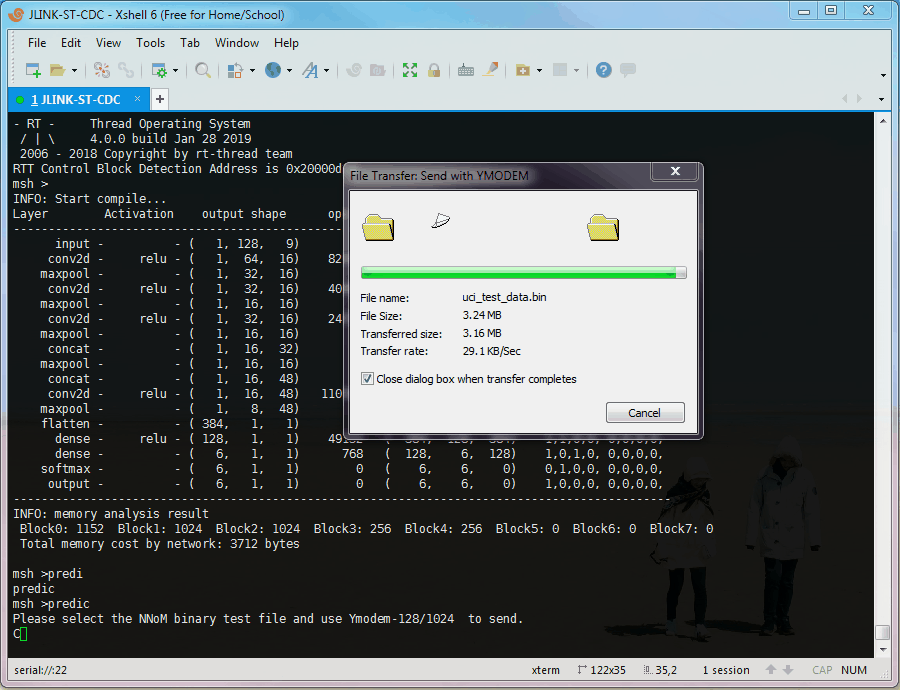 JLINK-ST-CDC - Xshell 6 (Free for Home/School)
File Edit View Tools Tab Window Help
1 JLINK-ST-CDC
- RT - Thread Operating System
/ | \ 4.0.0 build Jan 28 2019
2006 - 2018 Copyright by rt-thread team
RTT Control Block Detection Address is 0x20000d
msh >
INFO: Start compile...
Layer Activation output shape op
--------------------------------------------------
input - - ( 1, 128, 9)
conv2d - relu - ( 1, 64, 16) 82
maxpool - - ( 1, 32, 16)
conv2d - relu - ( 1, 32, 16) 40
maxpool - - ( 1, 16, 16)
conv2d - relu - ( 1, 32, 16) 24
maxpool - - ( 1, 16, 16)
concat - - ( 1, 16, 32)
maxpool - - ( 1, 16, 16)
concat - - ( 1, 16, 48)
conv2d - relu - ( 1, 16, 48) 110
maxpool - - ( 1, 8, 48)
flatten - - ( 384, 1, 1)
dense - relu - ( 128, 1, 1) 49152 ( 384, 128, 384) 1,1,0,0, 0,0,0,0,
dense - - ( 6, 1, 1) 768 ( 128, 6, 128) 1,0,1,0, 0,0,0,0,
softmax - - ( 6, 1, 1) 0 ( 6, 6, 0) 0,1,0,0, 0,0,0,0,
output - - ( 6, 1, 1) 0 ( 6, 6, 0) 1,0,0,0, 0,0,0,0,
--------------------------------------------------
INFO: memory analysis result
Block0: 1152 Block1: 1024 Block2: 1024 Block3: 256 Block4: 256 Block5: 0 Block6: 0 Block7: 0
Total memory cost by network: 3712 bytes
msh >predi
predic
msh >predic
Please select the NNoM binary test file and use Ymodem-128/1024 to send.
C
File Transfer: Send with YMODEM
File name: uci_test_data.bin
File Size: 3.24 MB
Transferred size: 3.16 MB
Transfer rate: 29.1 KB/Sec
Close dialog box when transfer completes
Cancel
serial://:22 xterm 122x35 35,2 1 session CAP NUM